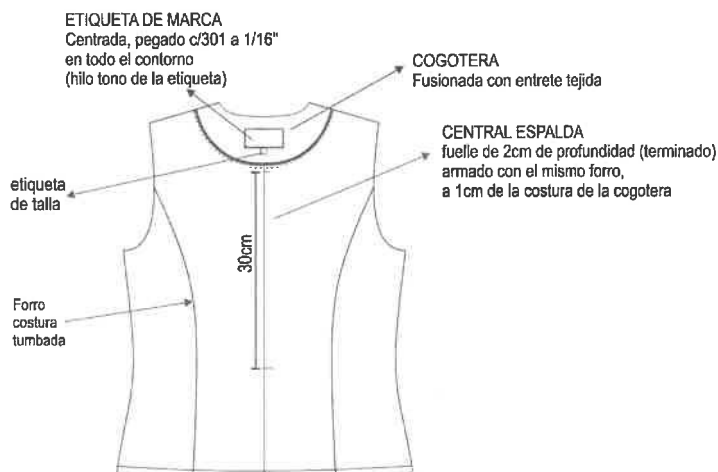 ETIQUETA DE MARCA
Centrada, pegado c/301 a 1/16"
en todo el contorno
(hilo tono de la etiqueta)
COGOTERA
Fusionada con entrete tejida
CENTRAL ESPALDA
fuelle de 2cm de profundidad (terminado)
armado con el mismo forro,
a 1cm de la costura de la cogotera
etiqueta
de talla
30cm
Forro
costura
tumbada